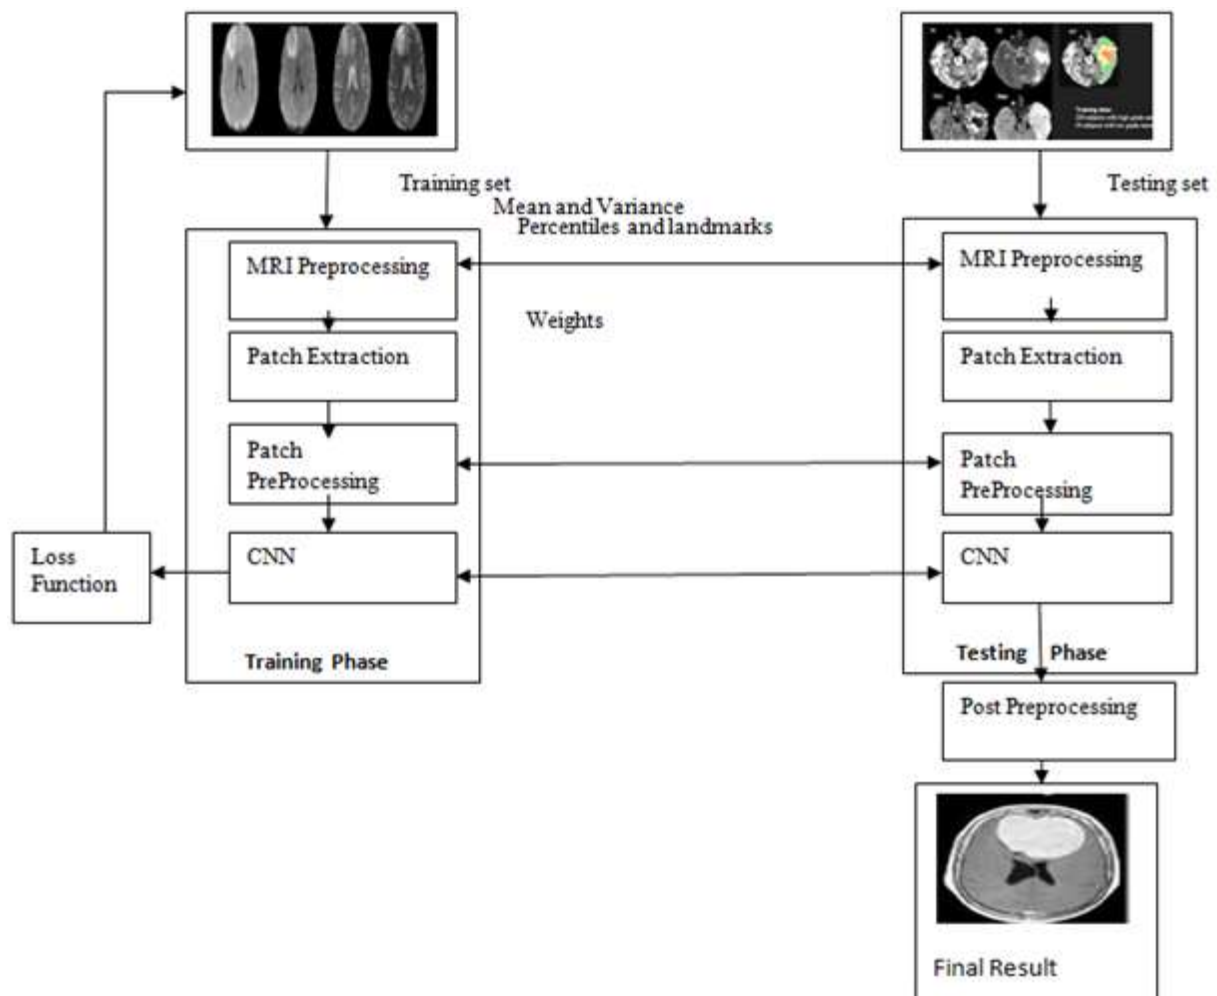 Training set
Testing set
Mean and Variance
Percentiles and landmarks
MRI Preprocessing
MRI Preprocessing
Weights
Patch Extraction
Patch Extraction
Patch
PreProcessing
Patch
PreProcessing
Loss
Function
CNN
CNN
Training Phase
Testing Phase
Post Preprocessing
Final Result